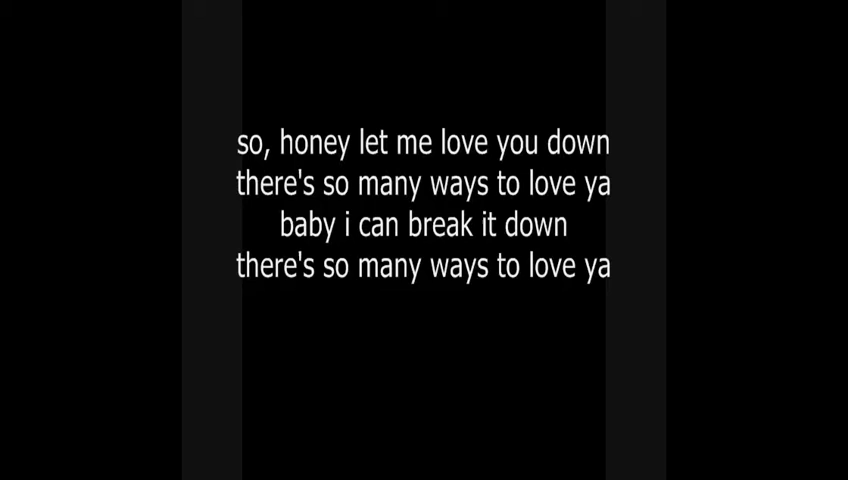 so, honey let me love you down
there's so many ways to love ya
baby i can break it down
there's so many ways to love ya